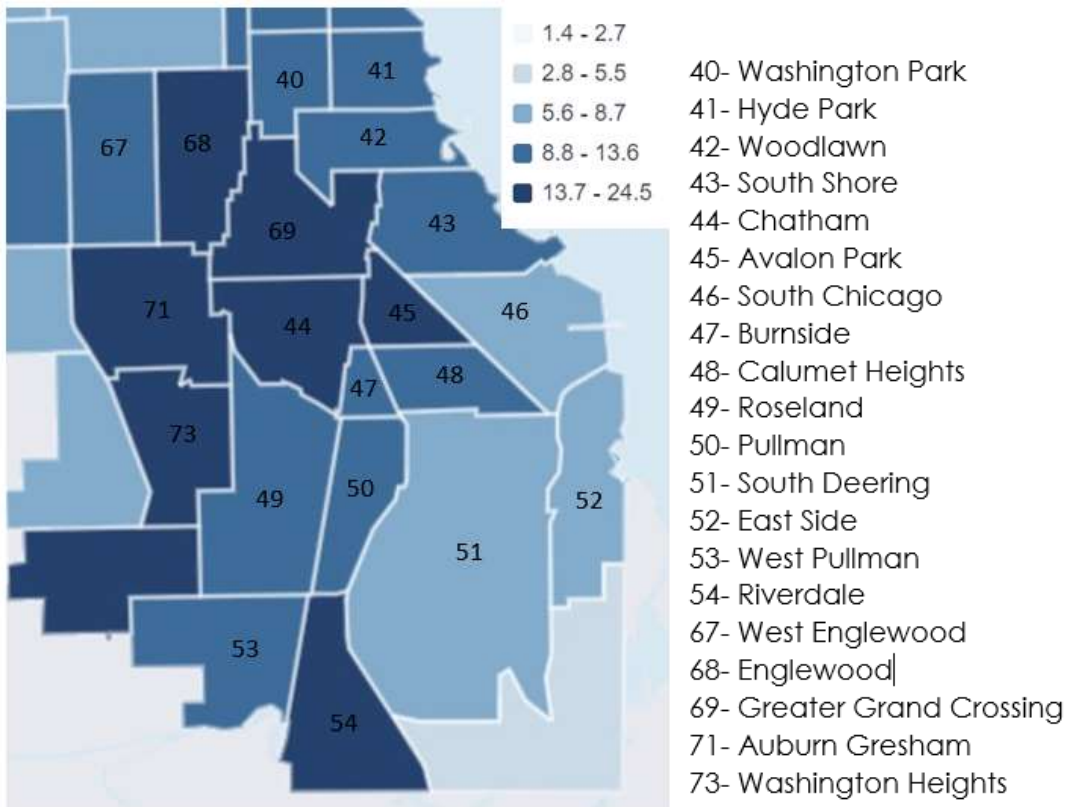 1.4 - 2.7
2.8 - 5.5
5.6 - 8.7
8.8 - 13.6
13.7 - 24.5
40
41
42
67
68
69
43
71
44
45
46
47
48
73
49
50
51
52
53
54
40- Washington Park
41- Hyde Park
42- Woodlawn
43- South Shore
44- Chatham
45- Avalon Park
46- South Chicago
47- Burnside
48- Calumet Heights
49- Roseland
50- Pullman
51- South Deering
52- East Side
53- West Pullman
54- Riverdale
67- West Englewood
68- Englewood
69- Greater Grand Crossing
71- Auburn Gresham
73- Washington Heights